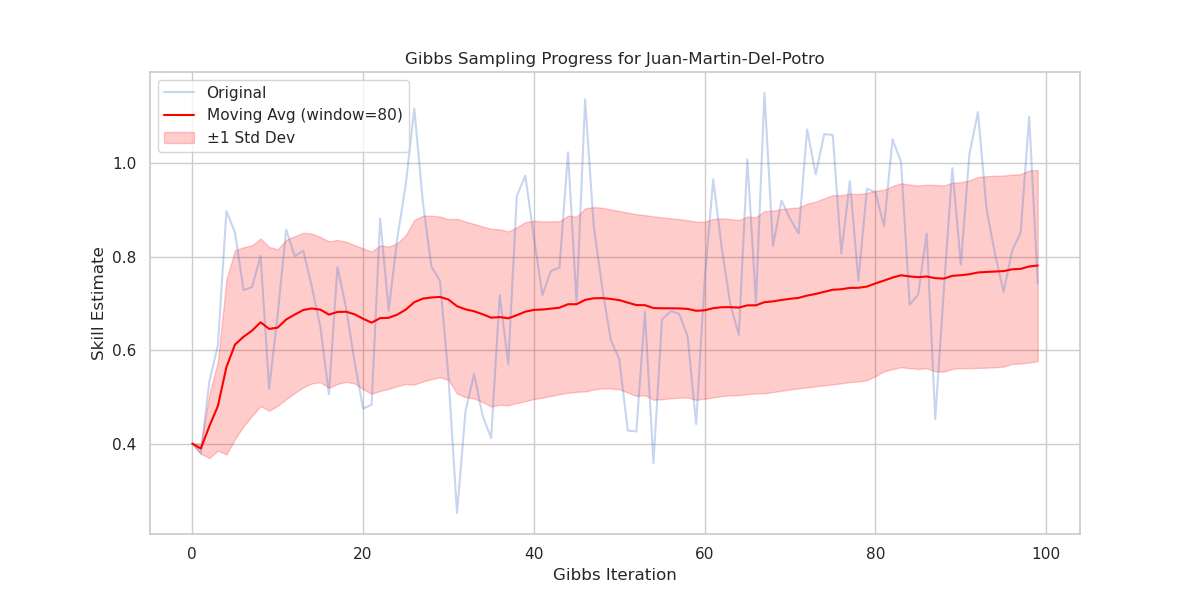 Gibbs Sampling Progress for Juan-Martin-Del-Potro
Original
Moving Avg (window=80)
±1 Std Dev
1.0
0.8
0.6
0.4
Skill Estimate
0
20
40
60
80
100
Gibbs Iteration